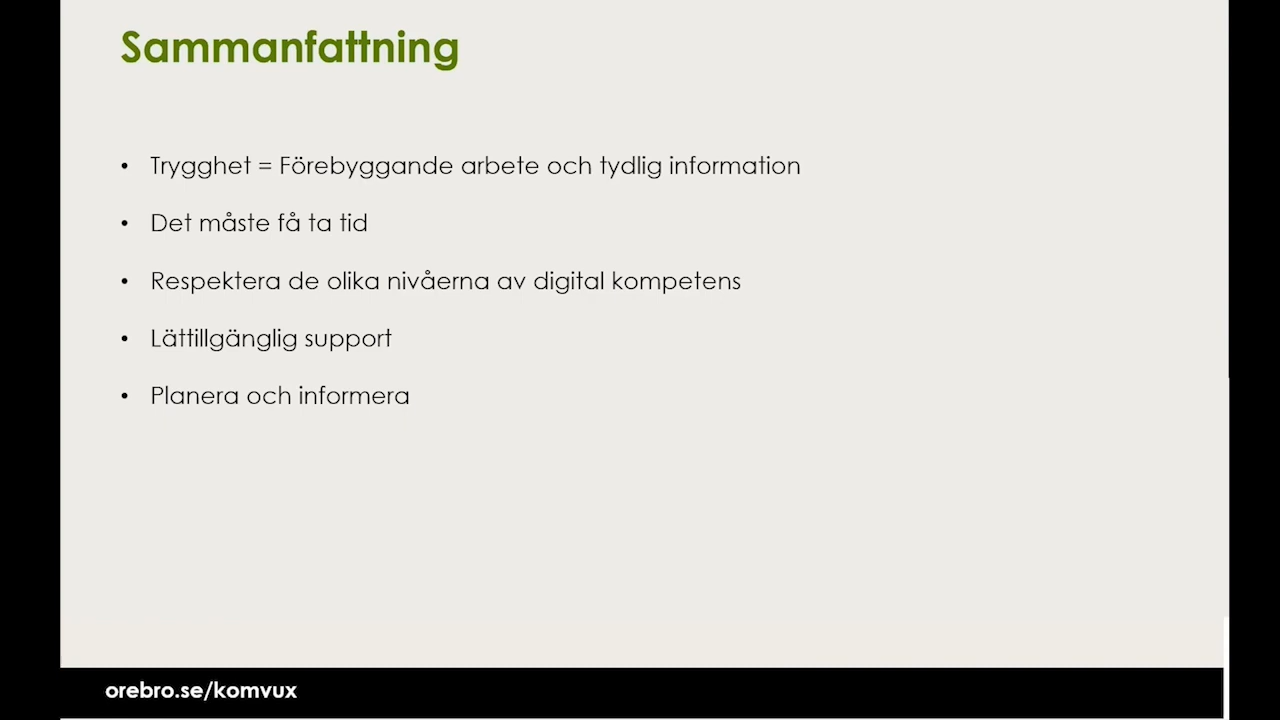 Sammanfattning
• Trygghet = Förebyggande arbete och tydlig information
• Det måste få ta tid
• Respektera de olika nivåerna av digital kompetens
• Lättillgänglig support
• Planera och informera
orebro.se/komvux